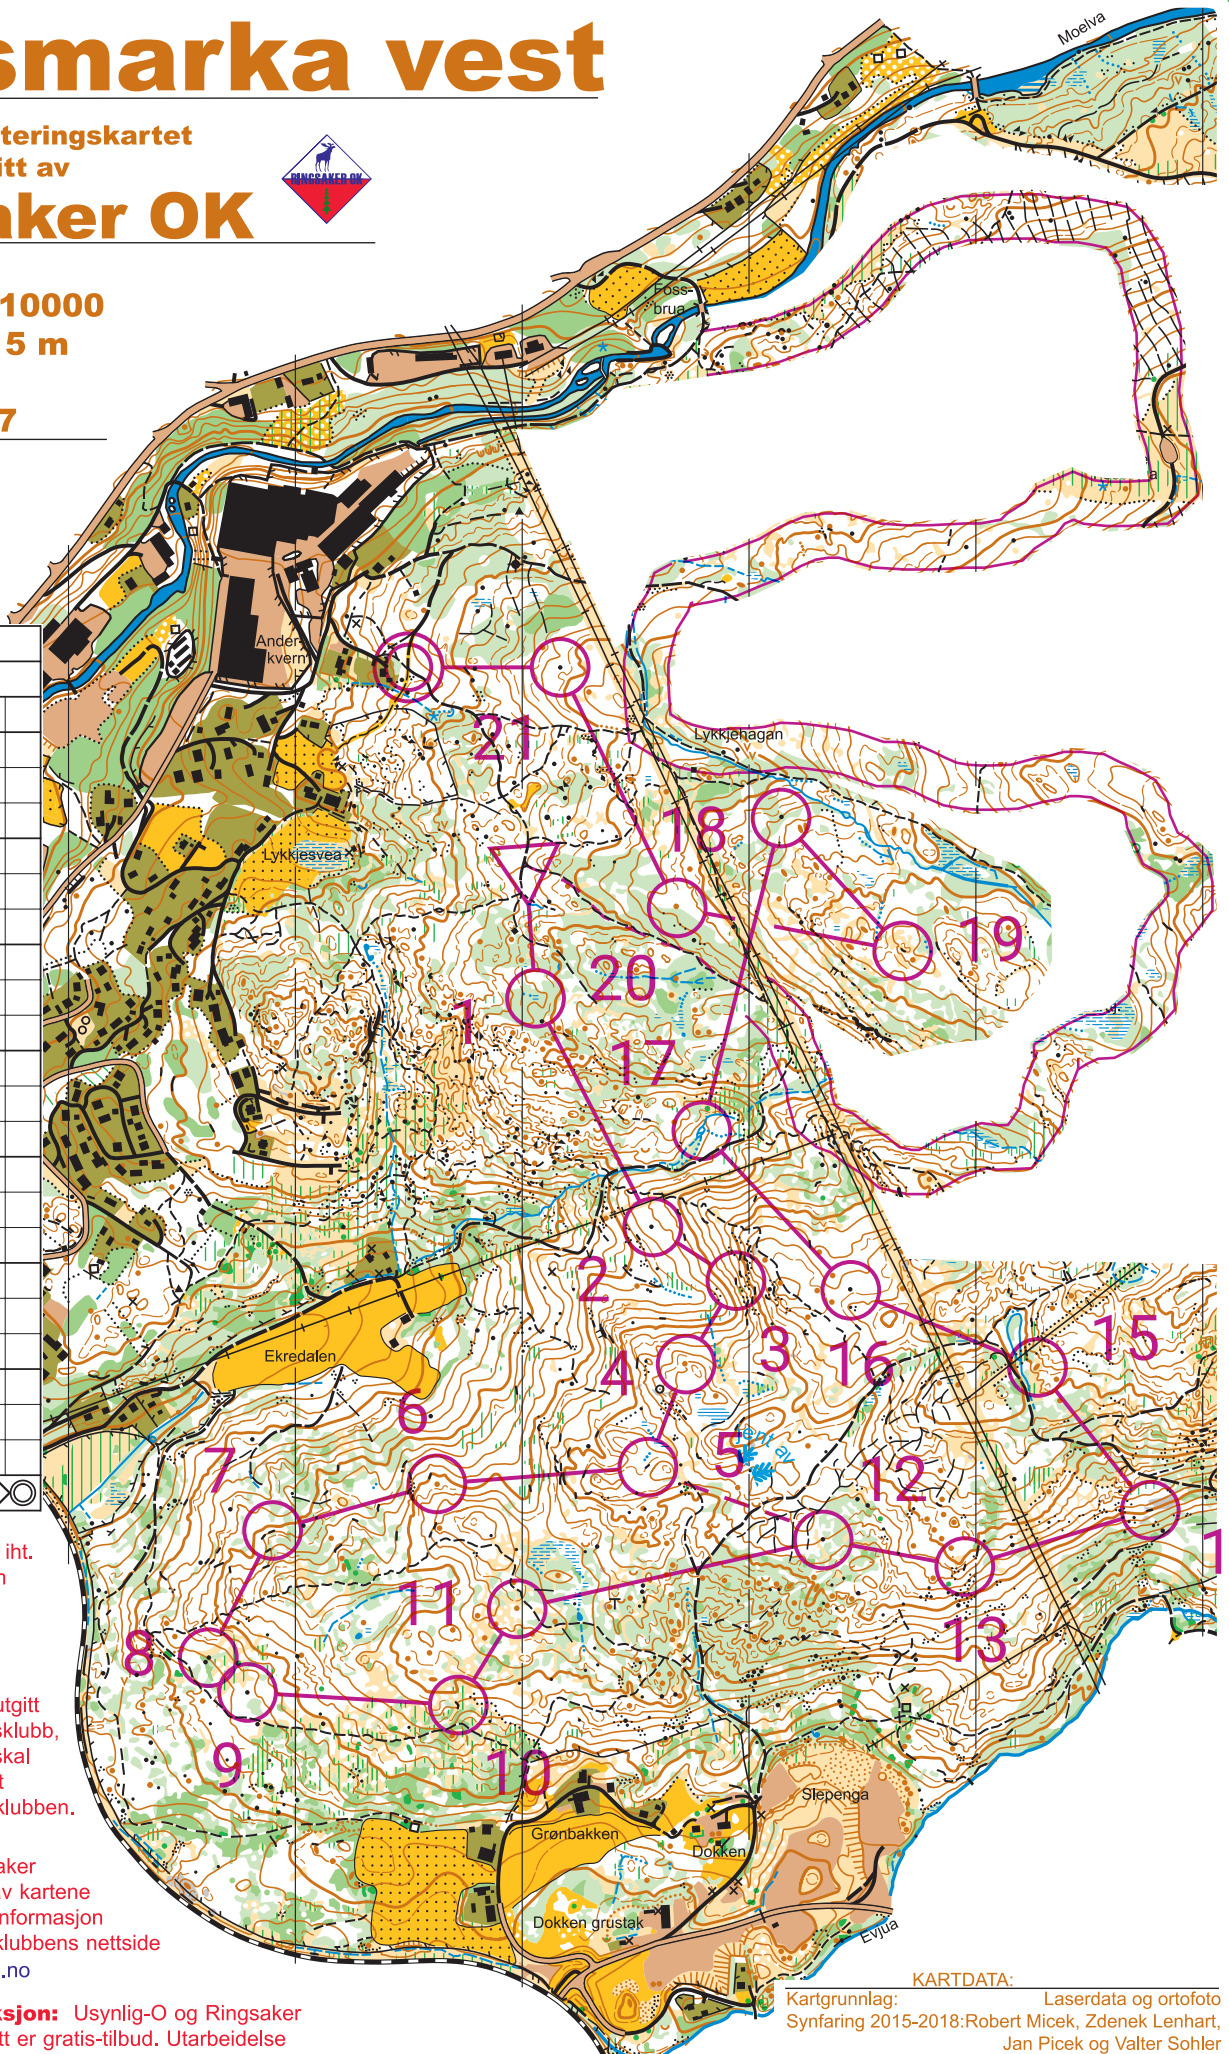 smarka vest
teringskartet
itt av
aker OK
RINGSAKER OK
10000
5 m
7
Moelva
Foss-
brua
a
Ander-
kvern
21
Lykkjehagan
18
Lykkjesvea
19
20
1
17
2
3
4
16
15
Ekredalen
6
7
5
jent av
12
iht.
1
11
13
8
utgitt
sklubb,
skal
t
klubben.
9
10
Slepenga
Grønbakken
Dokken
aker
av kartene
nformasjon
klubbens nettside
.no
Dokken grustak
Evjua
KARTDATA:
Kartgrunnlag: Laserdata og ortofoto
Synfaring 2015-2018:Robert Micek, Zdenek Lenhart,
Jan Picek og Valter Sohler
ksjon: Usynlig-O og Ringsaker
tt er gratis-tilbud. Utarbeidelse